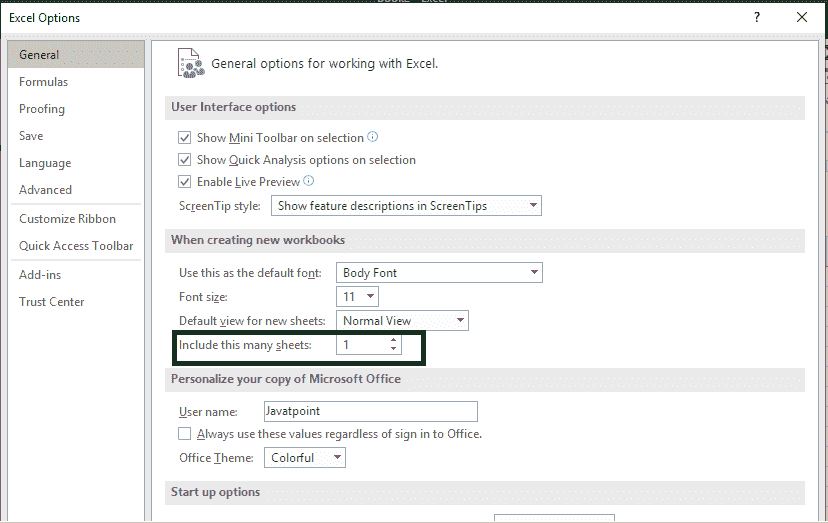 Excel Options
?
General
Formulas
Proofing
Save
Language
Advanced
Customize Ribbon
Quick Access Toolbar
Add-ins
Trust Center
General options for working with Excel.
User Interface options
Show Mini Toolbar on selection
Show Quick Analysis options on selection
Enable Live Preview
ScreenTip style: Show feature descriptions in ScreenTips
When creating new workbooks
Use this as the default font: Body Font
Font size: 11
Default view for new sheets: Normal View
Include this many sheets: 1
Personalize your copy of Microsoft Office
User name: Javatpoint
Always use these values regardless of sign in to Office.
Office Theme: Colorful
Start up options